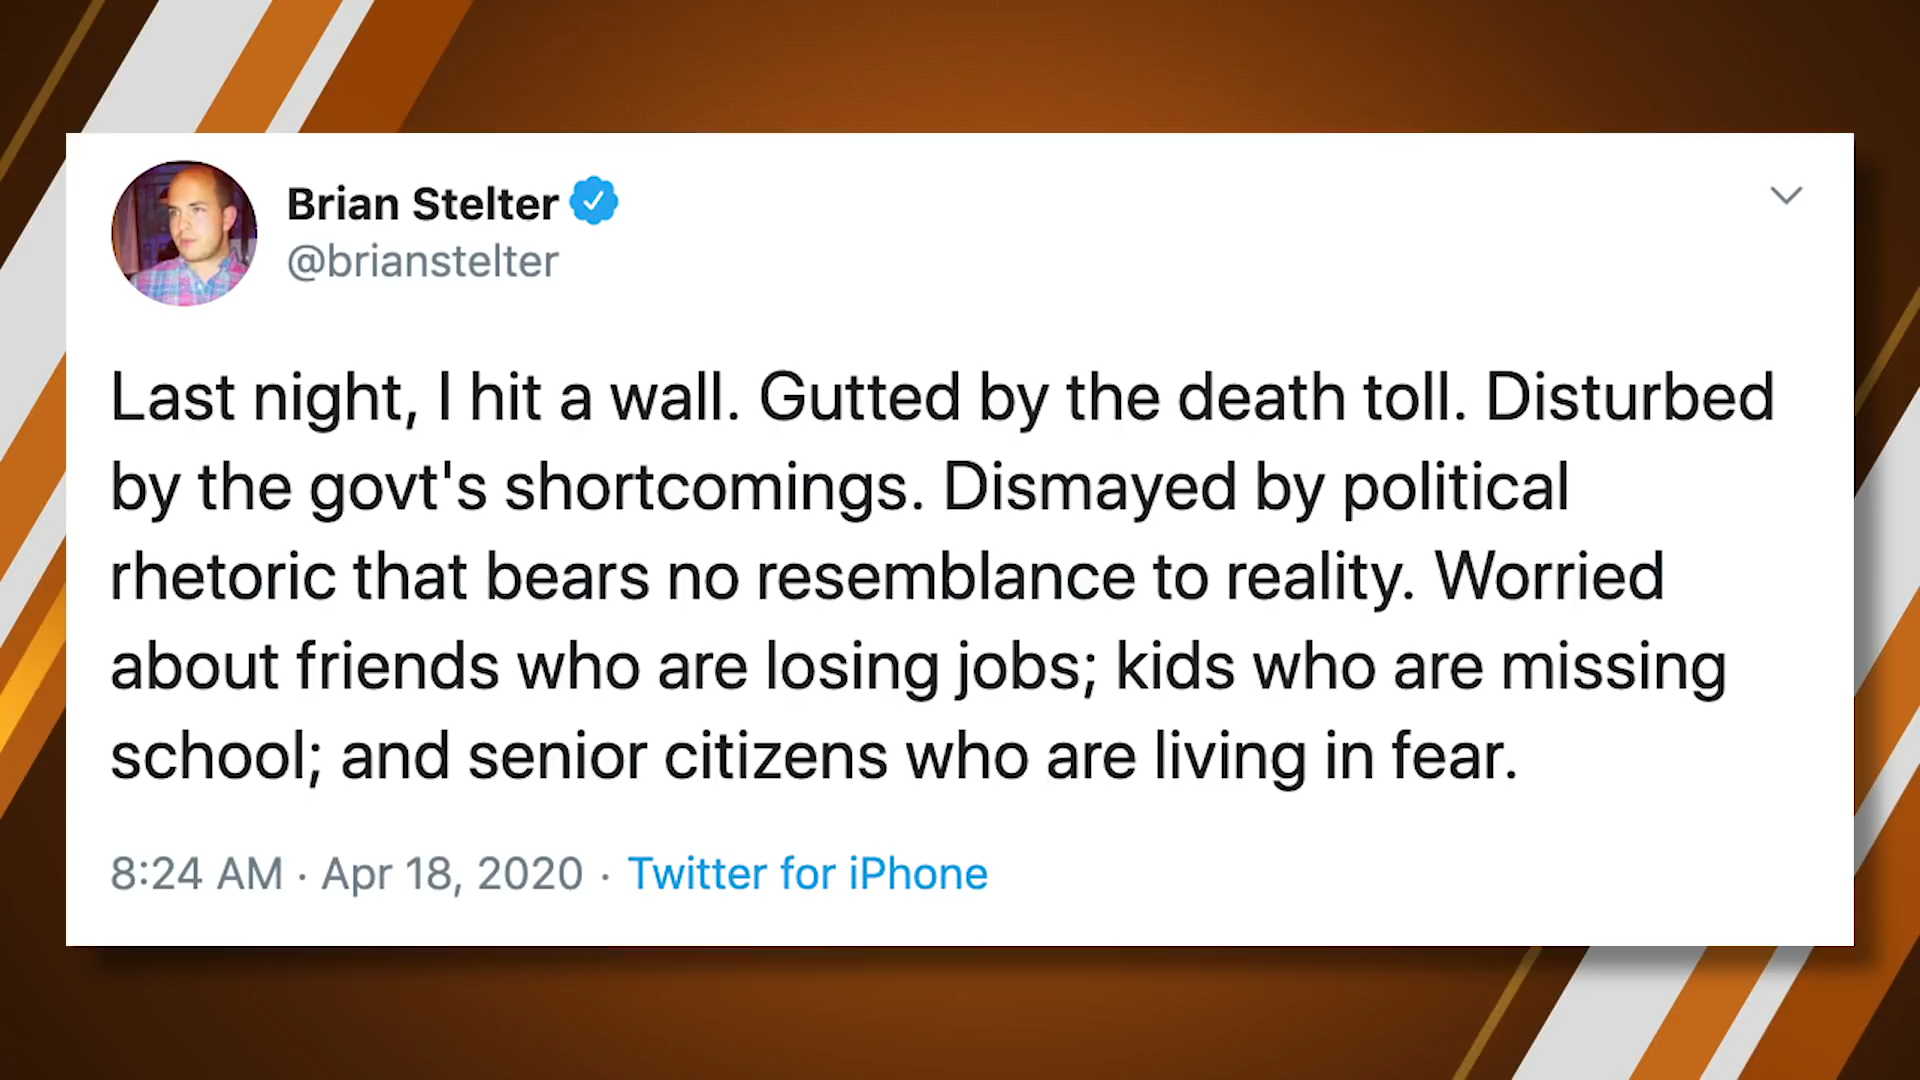 Brian Stelter
@brianstelter
Last night, I hit a wall. Gutted by the death toll. Disturbed
by the govt's shortcomings. Dismayed by political
rhetoric that bears no resemblance to reality. Worried
about friends who are losing jobs; kids who are missing
school; and senior citizens who are living in fear.
8:24 AM · Apr 18, 2020 · Twitter for iPhone